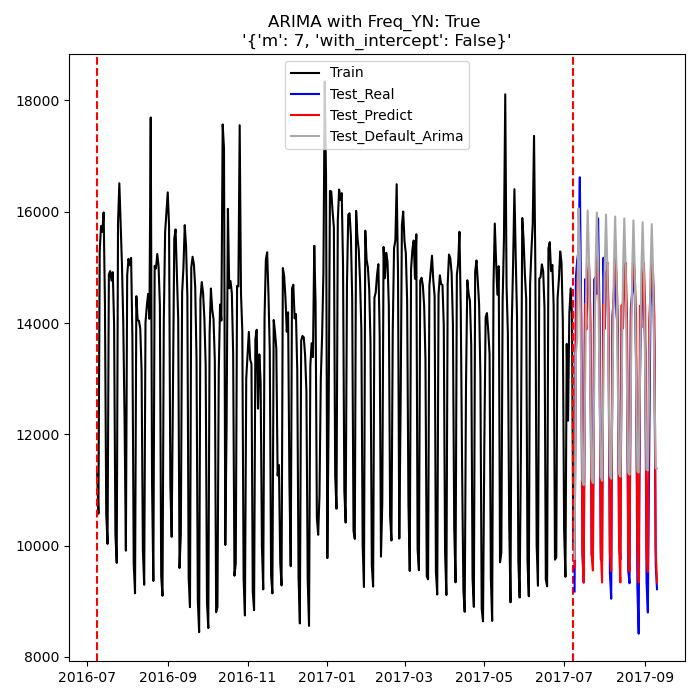 ARIMA with Freq_YN: True
'{'m': 7, 'with_intercept': False}'
Train
Test_Real
Test_Predict
Test_Default_Arima
18000
16000
14000
12000
10000
8000
2016-07
2016-09
2016-11
2017-01
2017-03
2017-05
2017-07
2017-09